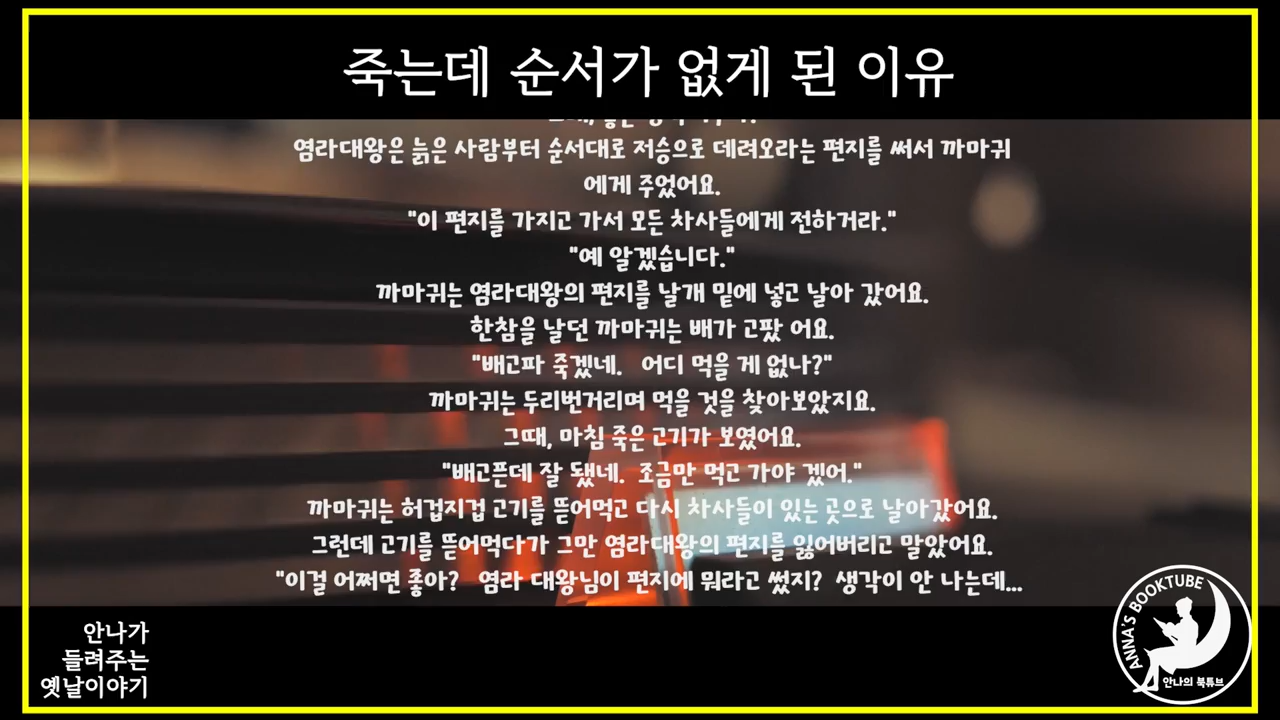 죽는데 순서가 없게 된 이유
염라대왕은 늙은 사람부터 순서대로 저승으로 데려오라는 편지를 써서 까마귀
에게 주었어요.
"이 편지를 가지고 가서 모든 차사들에게 전하거라."
"예 알겠습니다."
까마귀는 염라대왕의 편지를 날개 밑에 넣고 날아 갔어요.
한참을 날던 까마귀는 배가 고팠 어요.
"배고파 죽겠네. 어디 먹을 게 없나?"
까마귀는 두리번거리며 먹을 것을 찾아보았지요.
그때, 마침 죽은 고기가 보였어요.
"배고픈데 잘 됐네. 조금만 먹고 가야 겠어."
까마귀는 허겁지겁 고기를 뜯어먹고 다시 차사들이 있는 곳으로 날아갔어요.
그런데 고기를 뜯어먹다가 그만 염라대왕의 편지를 잃어버리고 말았어요.
"이걸 어쩌면 좋아? 염라 대왕님이 편지에 뭐라고 썼지? 생각이 안 나는데...
안나가
들려주는
옛날이야기
ANNA'S BOOKTUBE
안나의 북튜브